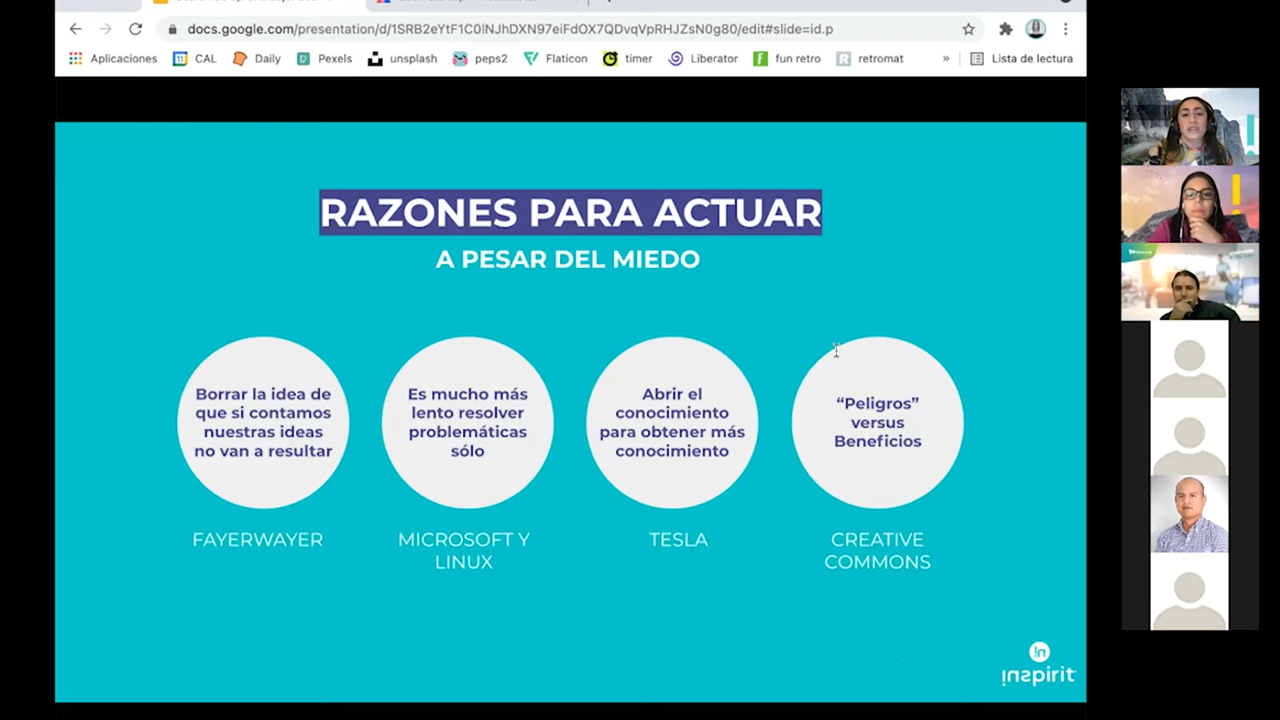 docs.google.com/presentation/d/1SRB2eYtF1C0lNJhDXN97eiFdOX7QDvqVpRHJZsN0g80/edit#slide=id.p
Aplicaciones CAL Daily Pexels unsplash peps2 Flaticon timer Liberator fun retro retromat » Lista de lectura
RAZONES PARA ACTUAR
A PESAR DEL MIEDO
Borrar la idea de
que si contamos
nuestras ideas
no van a resultar
FAYERWAYER
Es mucho más
lento resolver
problemáticas
sólo
MICROSOFT Y
LINUX
Abrir el
conocimiento
para obtener más
conocimiento
TESLA
“Peligros”
versus
Beneficios
CREATIVE
COMMONS
inspirit